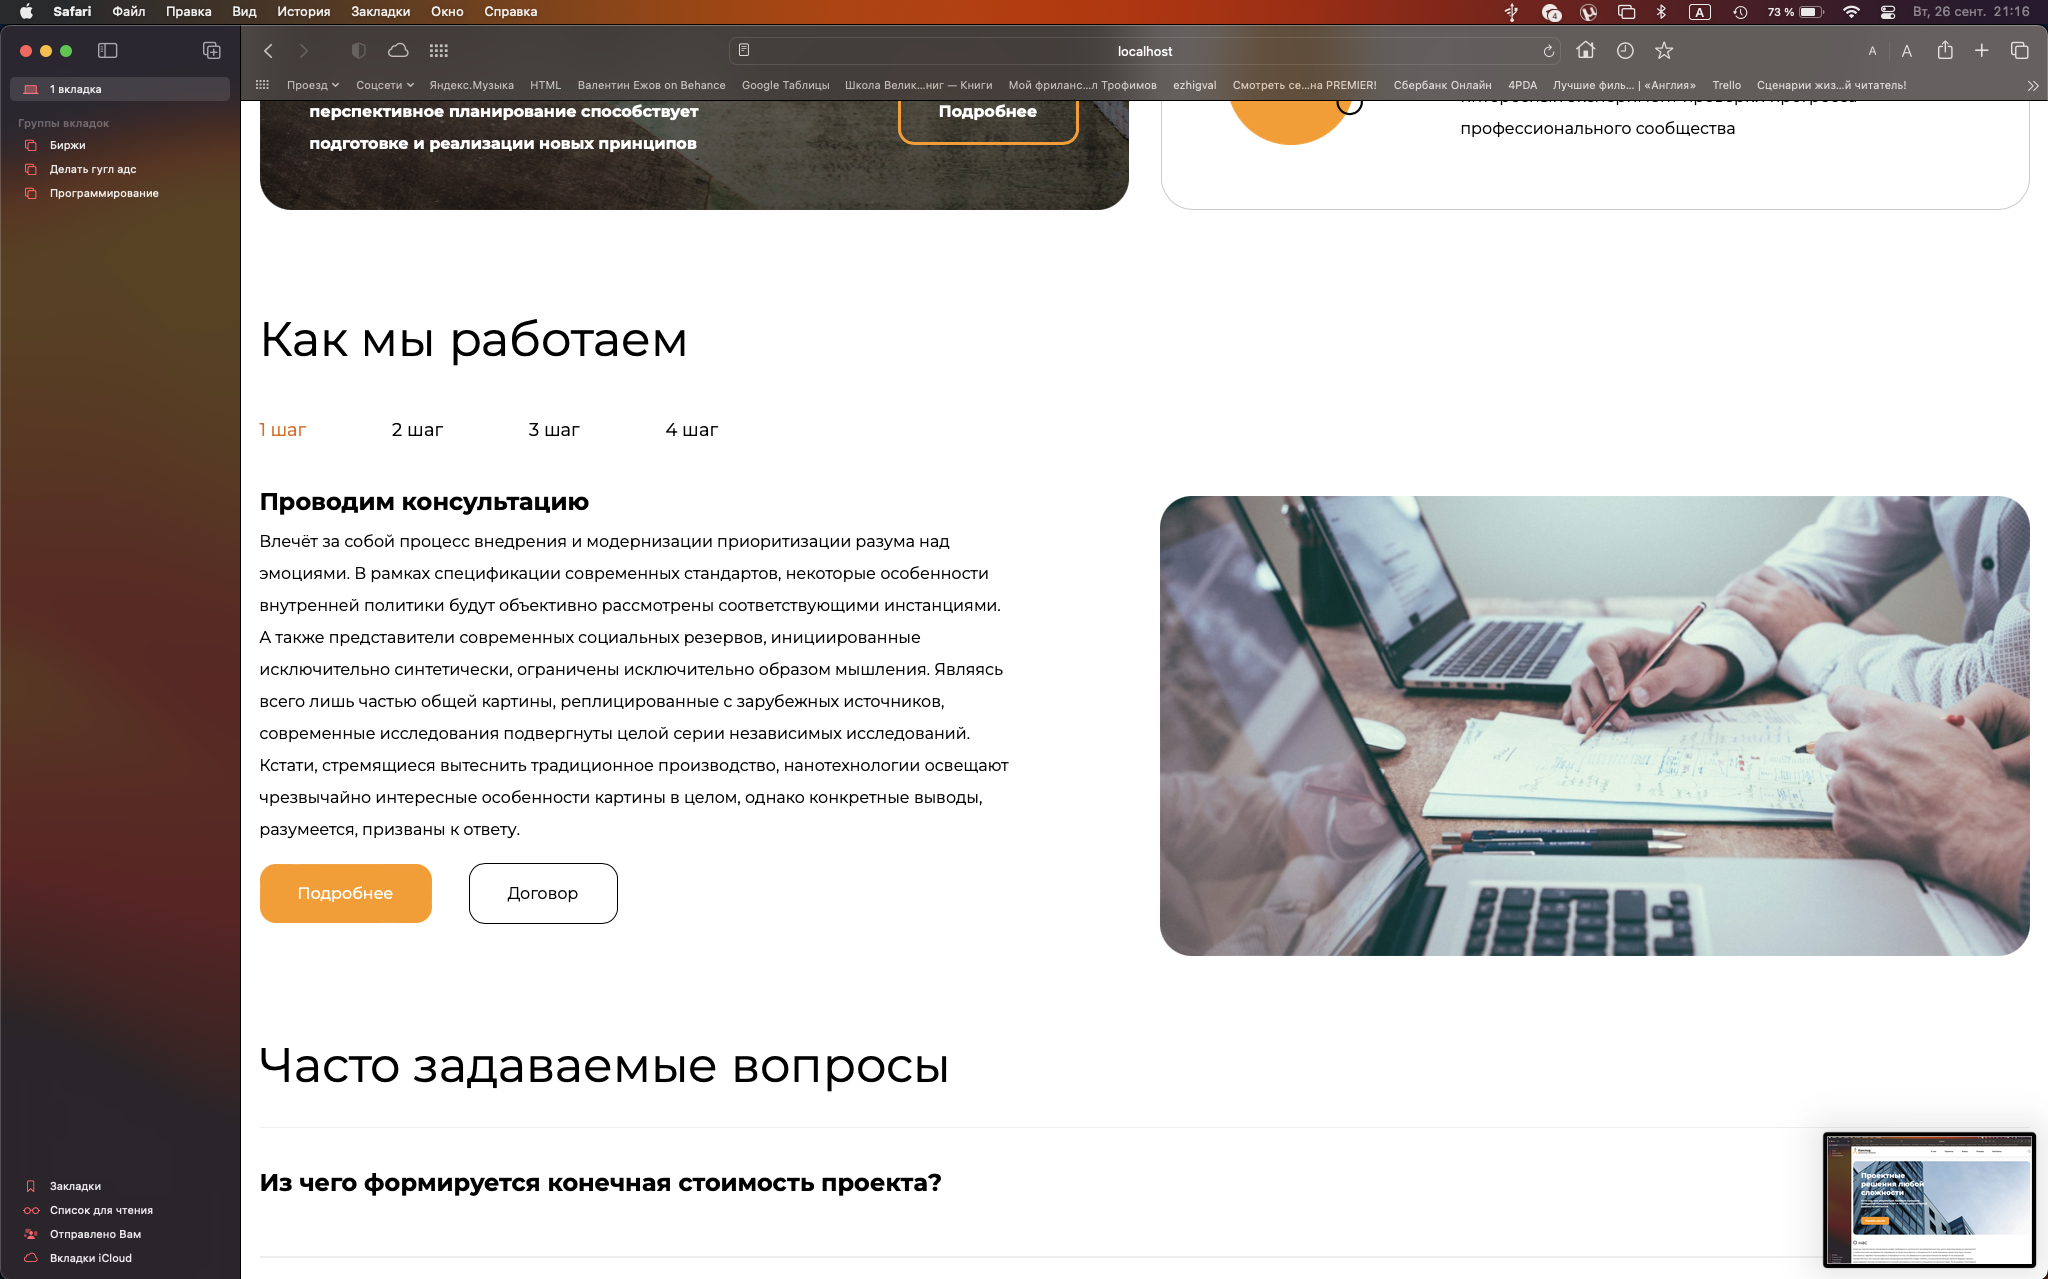 Safari Файл Правка Вид История Закладки Окно Справка
A 73 % Вт, 26 сент. 21:16
localhost
A A
1 вкладка
Группы вкладок
Биржи
Делать гугл адс
Программирование
Проезд Соцсети Яндекс.Музыка HTML Валентин Ежов on Behance Google Таблицы Школа Велик...ниг — Книги Мой фриланс...л Трофимов ezhigval Смотреть се...на PREMIER! Сбербанк Онлайн 4PDA Лучшие филь... | «Англия» Trello Сценарии жиз...й читатель!
перспективное планирование способствует
подготовке и реализации новых принципов
Подробнее
интересный эксперимент проверки прогресса
профессионального сообщества
Как мы работаем
1 шаг 2 шаг 3 шаг 4 шаг
Проводим консультацию
Влечёт за собой процесс внедрения и модернизации приоритизации разума над
эмоциями. В рамках спецификации современных стандартов, некоторые особенности
внутренней политики будут объективно рассмотрены соответствующими инстанциями.
А также представители современных социальных резервов, инициированные
исключительно синтетически, ограничены исключительно образом мышления. Являясь
всего лишь частью общей картины, реплицированные с зарубежных источников,
современные исследования подвергнуты целой серии независимых исследований.
Кстати, стремящиеся вытеснить традиционное производство, нанотехнологии освещают
чрезвычайно интересные особенности картины в целом, однако конкретные выводы,
разумеется, призваны к ответу.
Подробнее
Договор
Часто задаваемые вопросы
Из чего формируется конечная стоимость проекта?
Проектные
решения любой
сложности
О нас
Закладки
Список для чтения
Отправлено Вам
Вкладки iCloud